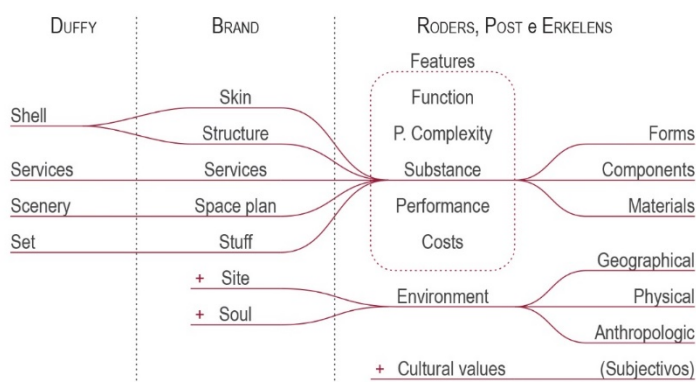 DUFFY BRAND RODERS, POST e ERKELENS
Features
Skin Function
Shell
Structure P. Complexity Forms
Services Services Substance Components
Scenery Space plan Performance Materials
Set Stuff Costs
Geographical
+ Site
Environment Physical
+ Soul
Anthropologic
+ Cultural values (Subjectivos)